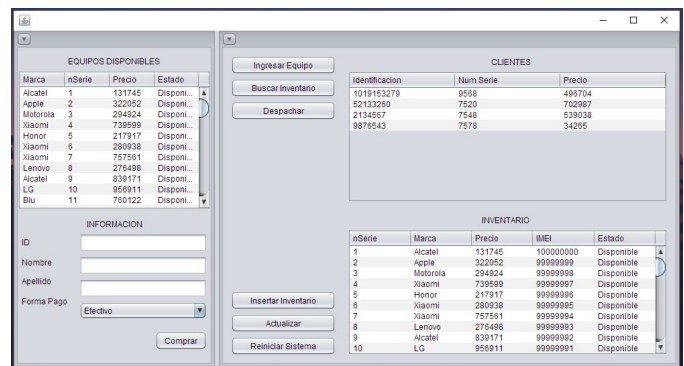 EQUIPOS DISPONIBLES
Marca nSerie Precio Estado
Alcatel 1 131745 Disponi...
Apple 2 322052 Disponi...
Motorola 3 294924 Disponi...
Xiaomi 4 739599 Disponi...
Honor 5 217917 Disponi...
Xiaomi 6 280938 Disponi...
Xiaomi 7 757561 Disponi...
Lenovo 8 276498 Disponi...
Alcatel 9 839171 Disponi...
LG 10 956911 Disponi...
Blu 11 760122 Disponi...
INFORMACION
ID
Nombre
Apellido
Forma Pago
Efectivo
Comprar
Ingresar Equipo
Buscar Inventario
Despachar
Insertar Inventario
Actualizar
Reiniciar Sistema
CLIENTES
Identificacion Num Serie Precio
1019153279 9568 496704
52133260 7520 702987
2134567 7548 539038
9876543 7578 34265
INVENTARIO
nSerie Marca Precio IMEI Estado
1 Alcatel 131745 100000000 Disponible
2 Apple 322052 99999999 Disponible
3 Motorola 294924 99999998 Disponible
4 Xiaomi 739599 99999997 Disponible
5 Honor 217917 99999996 Disponible
6 Xiaomi 280938 99999995 Disponible
7 Xiaomi 757561 99999994 Disponible
8 Lenovo 276498 99999993 Disponible
9 Alcatel 839171 99999992 Disponible
10 LG 956911 99999991 Disponible